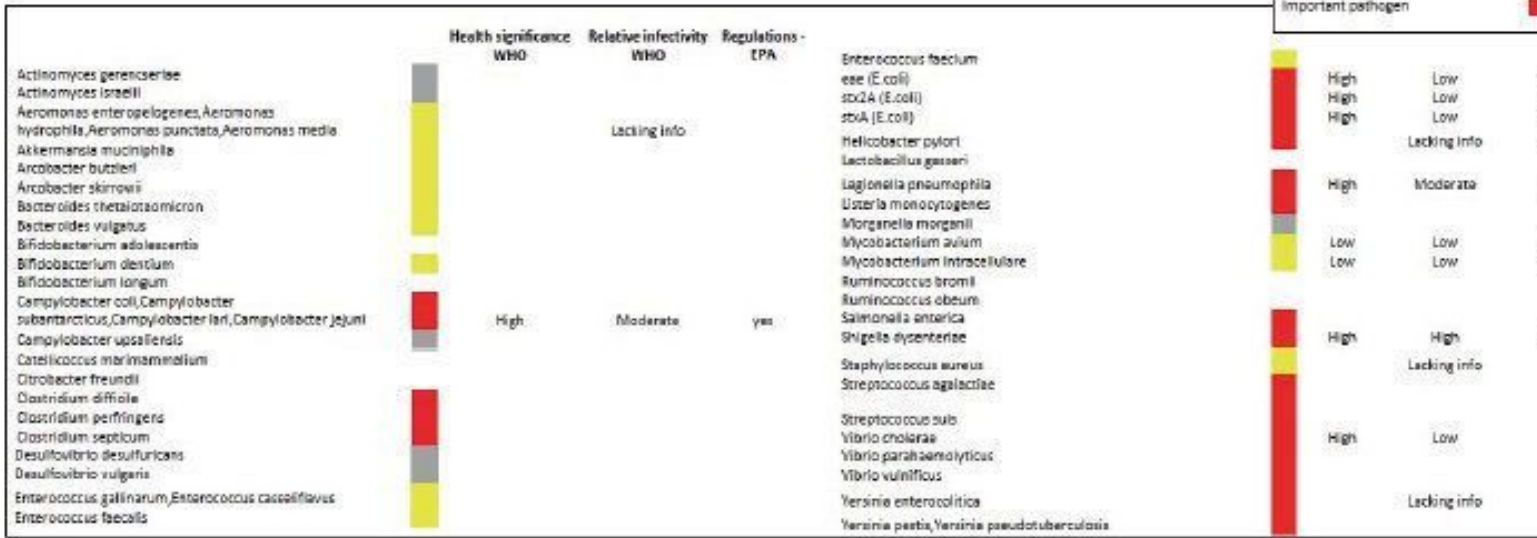 Important pathogen
Health significance WHO Relative infectivity WHO Regulations - EPA
Actinomyces gerencseriae
Actinomyces israelii
Aeromonas enteropelogenes,Aeromonas
hydrophila,Aeromonas punctata,Aeromonas media Lacking info
Akkermansia muciniphila
Arcobacter butzleri
Arcobacter skirrowii
Bacteroides thetaiotaomicron
Bacteroides vulgatus
Bifidobacterium adolescentis
Bifidobacterium dentium
Bifidobacterium longum
Campylobacter coli,Campylobacter
subantarcticus,Campylobacter lari,Campylobacter jejuni High Moderate yes
Campylobacter upsaliensis
Catellicoccus marimammalium
Citrobacter freundii
Clostridium difficile
Clostridium perfringens
Clostridium septicum
Desulfovibrio desulfuricans
Desulfovibrio vulgaris
Enterococcus gallinarum,Enterococcus casseliflavus
Enterococcus faecalis
Enterococcus faecium
eae (E.coli) High Low
stx2A (E.coli) High Low
stxA (E.coli) High Low
Helicobacter pylori Lacking info
Lactobacillus gasseri
Legionella pneumophila High Moderate
Listeria monocytogenes
Morganella morganii
Mycobacterium avium Low Low
Mycobacterium intracellulare Low Low
Ruminococcus bromii
Ruminococcus obeum
Salmonella enterica
Shigella dysenteriae High High
Staphylococcus aureus Lacking info
Streptococcus agalactiae
Streptococcus suis
Vibrio cholerae High Low
Vibrio parahaemolyticus
Vibrio vulnificus
Yersinia enterocolitica Lacking info
Yersinia pestis,Yersinia pseudotuberculosis